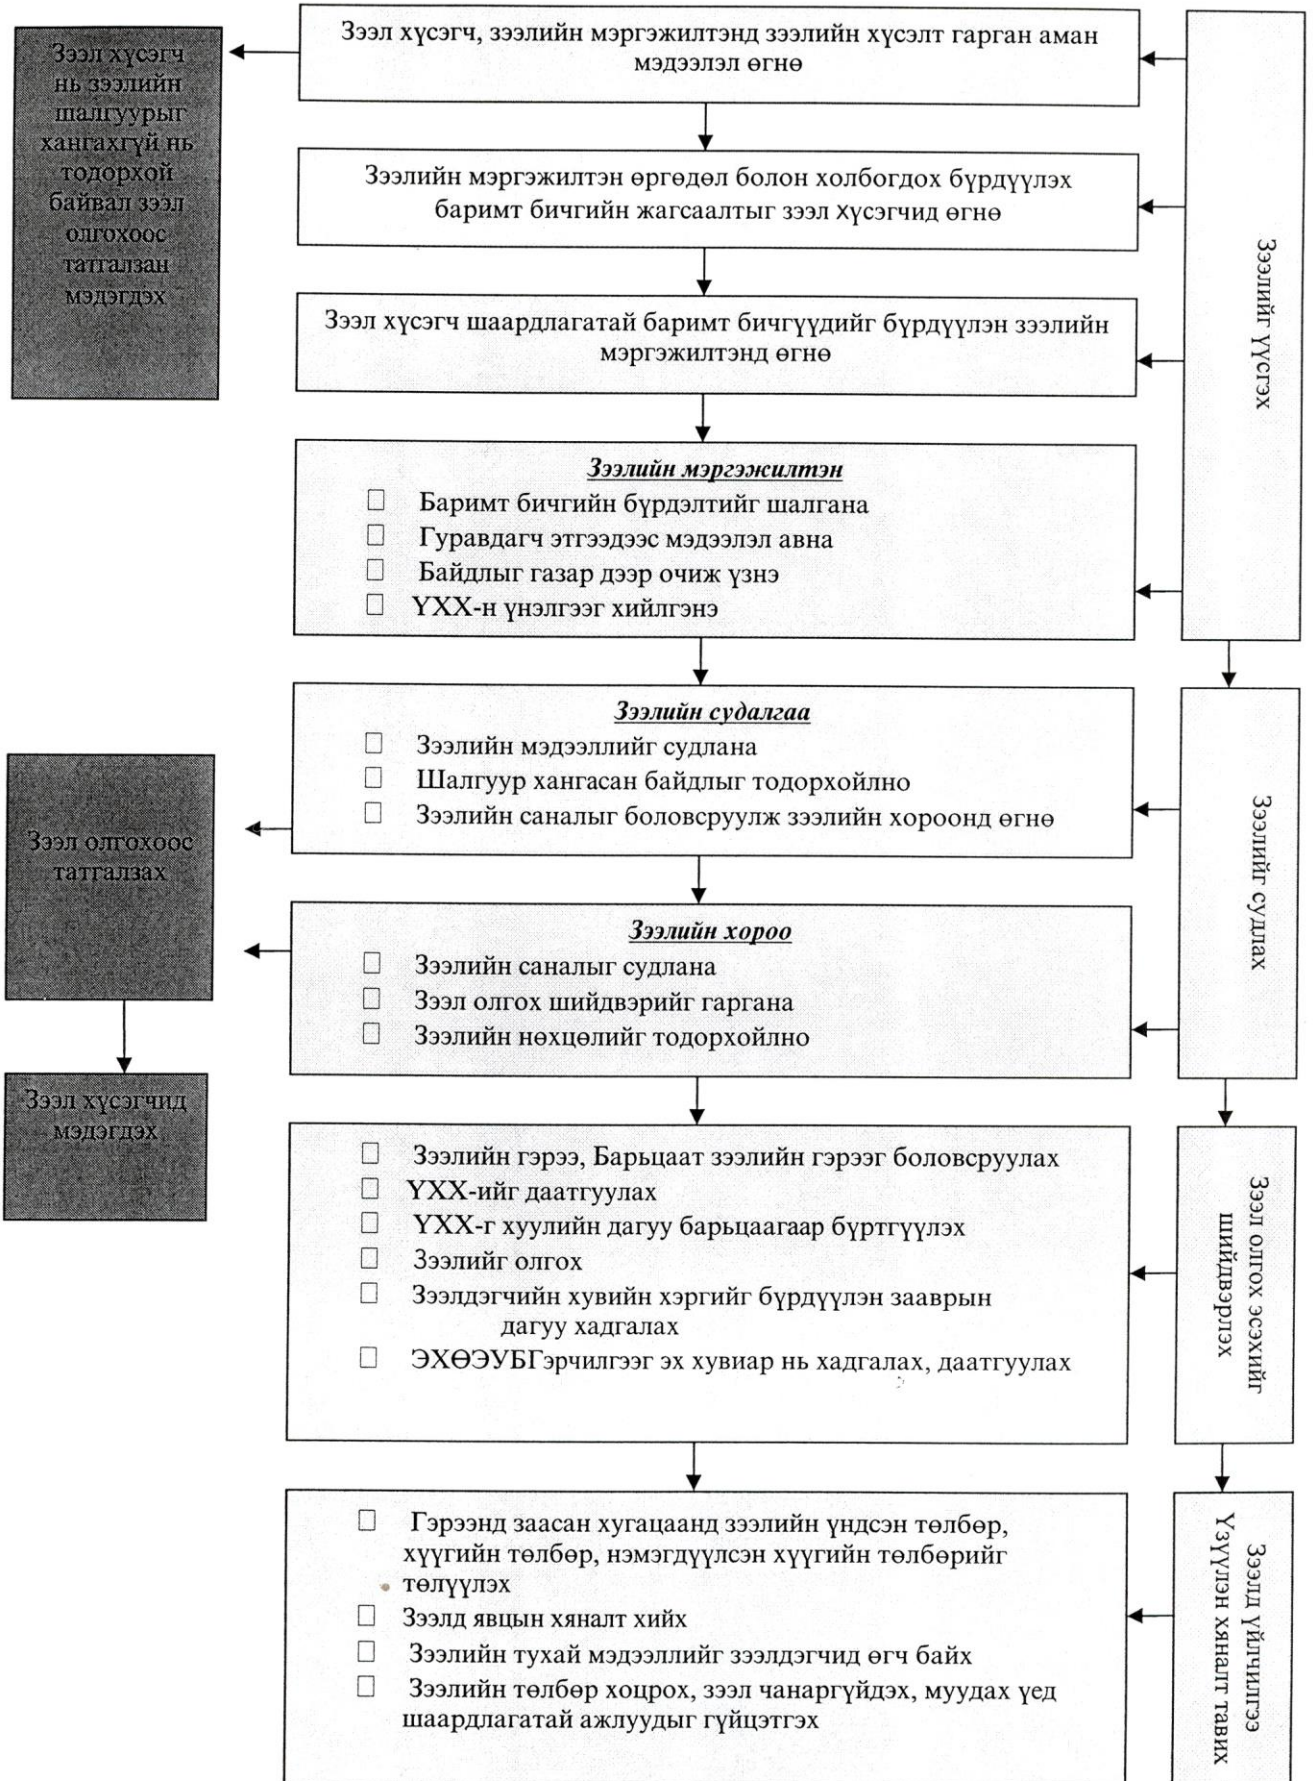 Зээл хүсэгч
нь зээлийн
шалгуурыг
хангахгүй нь
тодорхой
байвал зээл
олгохоос
татгалзан
мэдэгдэх
Зээл хүсэгч, зээлийн мэргэжилтэнд зээлийн хүсэлт гарган аман
мэдээлэл өгнө
Зээлийн мэргэжилтэн өргөдөл болон холбогдох бүрдүүлэх
баримт бичгийн жагсаалтыг зээл хүсэгчид өгнө
Зээл хүсэгч шаардлагатай баримт бичгүүдийг бүрдүүлэн зээлийн
мэргэжилтэнд өгнө
Зээлийн мэргэжилтэн
Баримт бичгийн бүрдэлтийг шалгана
Гуравдагч этгээдээс мэдээлэл авна
Байдлыг газар дээр очиж үзнэ
ҮХХ-н үнэлгээг хийлгэнэ
Зээлийг үүсгэх
Зээлийн судалгаа
Зээлийн мэдээллийг судлана
Шалгуур хангасан байдлыг тодорхойлно
Зээлийн саналыг боловсруулж зээлийн хороонд өгнө
Зээл олгохоос
татгалзах
Зээлийн хороо
Зээлийн саналыг судлана
Зээл олгох шийдвэрийг гаргана
Зээлийн нөхцөлийг тодорхойлно
Зээлийг судлах
Зээл хүсэгчид
мэдэгдэх
Зээлийн гэрээ, Барьцаат зээлийн гэрээг боловсруулах
ҮХХ-ийг даатгуулах
ҮХХ-г хуулийн дагуу барьцаагаар бүртгүүлэх
Зээлийг олгох
Зээлдэгчийн хувийн хэргийг бүрдүүлэн зааврын
дагуу хадгалах
ЭХӨЭУБГэрчилгээг эх хувиар нь хадгалах, даатгуулах
Зээл олгох эсэхийг
шийдвэрлэх
Гэрээнд заасан хугацаанд зээлийн үндсэн төлбөр,
хүүгийн төлбөр, нэмэгдүүлсэн хүүгийн төлбөрийг
төлүүлэх
Зээлд явцын хяналт хийх
Зээлийн тухай мэдээллийг зээлдэгчид өгч байх
Зээлийн төлбөр хоцрох, зээл чанаргүйдэх, муудах үед
шаардлагатай ажлуудыг гүйцэтгэх
Зээлд үйлчилгээ
Үзүүлэн хяналт тавих